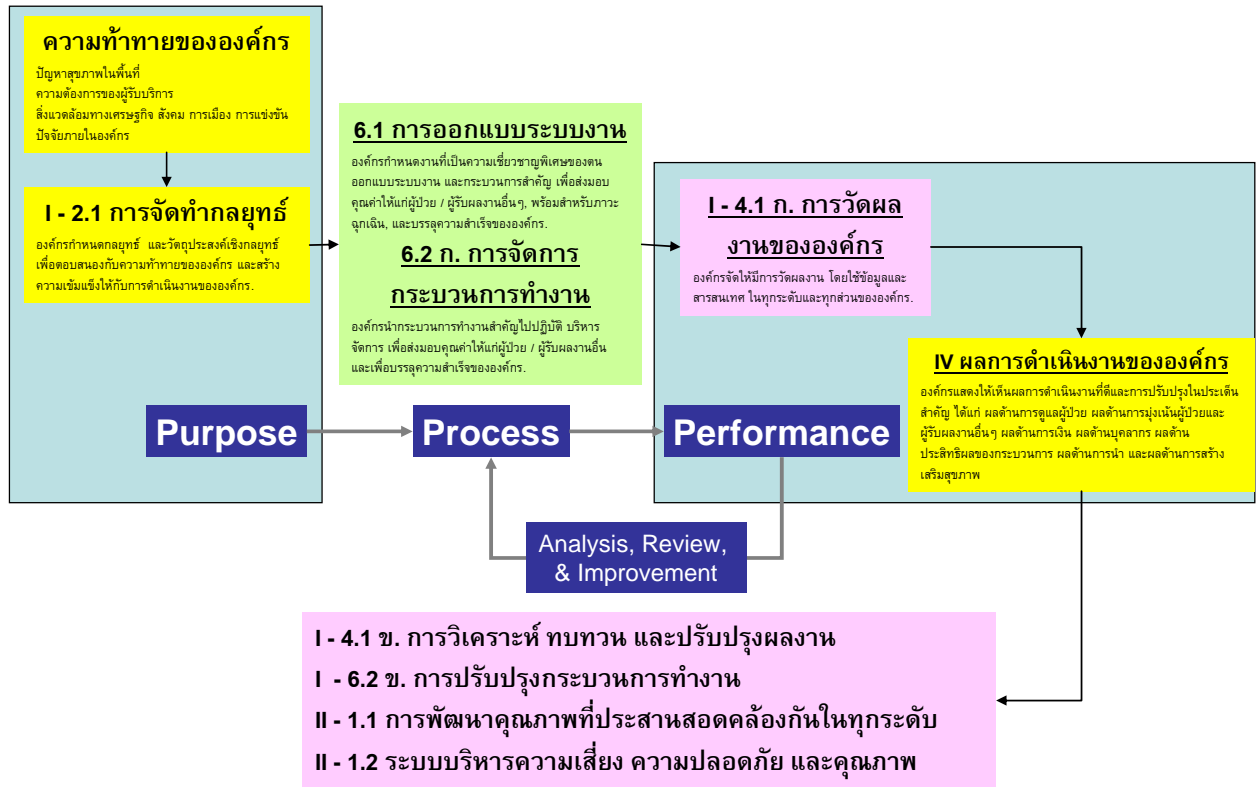 ความท้าทายขององค์กร
ปัญหาสุขภาพในพื้นที่
ความต้องการของผู้รับบริการ
สิ่งแวดล้อมทางเศรษฐกิจ สังคม การเมือง การแข่งขัน
ปัจจัยภายในองค์กร
I - 2.1 การจัดทำกลยุทธ์
องค์กรกำหนดกลยุทธ์ และวัตถุประสงค์เชิงกลยุทธ์
เพื่อตอบสนองกับความท้าทายขององค์กร และสร้าง
ความเข้มแข็งให้กับการดำเนินงานขององค์กร.
6.1 การออกแบบระบบงาน
องค์กรกำหนดงานที่เป็นความเชี่ยวชาญพิเศษของตน
ออกแบบระบบงาน และกระบวนการสำคัญ เพื่อส่งมอบ
คุณค่าให้แก่ผู้ป่วย / ผู้รับผลงานอื่นๆ, พร้อมสำหรับภาวะ
ฉุกเฉิน, และบรรลุความสำเร็จขององค์กร.
6.2 ก. การจัดการ
กระบวนการทำงาน
องค์กรนำกระบวนการทำงานสำคัญไปปฏิบัติ บริหาร
จัดการ เพื่อส่งมอบคุณค่าให้แก่ผู้ป่วย / ผู้รับผลงานอื่น
และเพื่อบรรลุความสำเร็จขององค์กร.
I - 4.1 ก. การวัดผล
งานขององค์กร
องค์กรจัดให้มีการวัดผลงาน โดยใช้ข้อมูลและ
สารสนเทศ ในทุกระดับและทุกส่วนขององค์กร.
IV ผลการดำเนินงานขององค์กร
องค์กรแสดงให้เห็นผลการดำเนินงานที่ดีและการปรับปรุงในประเด็น
สำคัญ ได้แก่ ผลด้านการดูแลผู้ป่วย ผลด้านการมุ่งเน้นผู้ป่วยและ
ผู้รับผลงานอื่นๆ ผลด้านการเงิน ผลด้านบุคลากร ผลด้าน
ประสิทธิผลของกระบวนการ ผลด้านการนำ และผลด้านการสร้าง
เสริมสุขภาพ
Purpose
Process
Performance
Analysis, Review,
& Improvement
I - 4.1 ข. การวิเคราะห์ ทบทวน และปรับปรุงผลงาน
I - 6.2 ข. การปรับปรุงกระบวนการทำงาน
II - 1.1 การพัฒนาคุณภาพที่ประสานสอดคล้องกันในทุกระดับ
II - 1.2 ระบบบริหารความเสี่ยง ความปลอดภัย และคุณภาพ